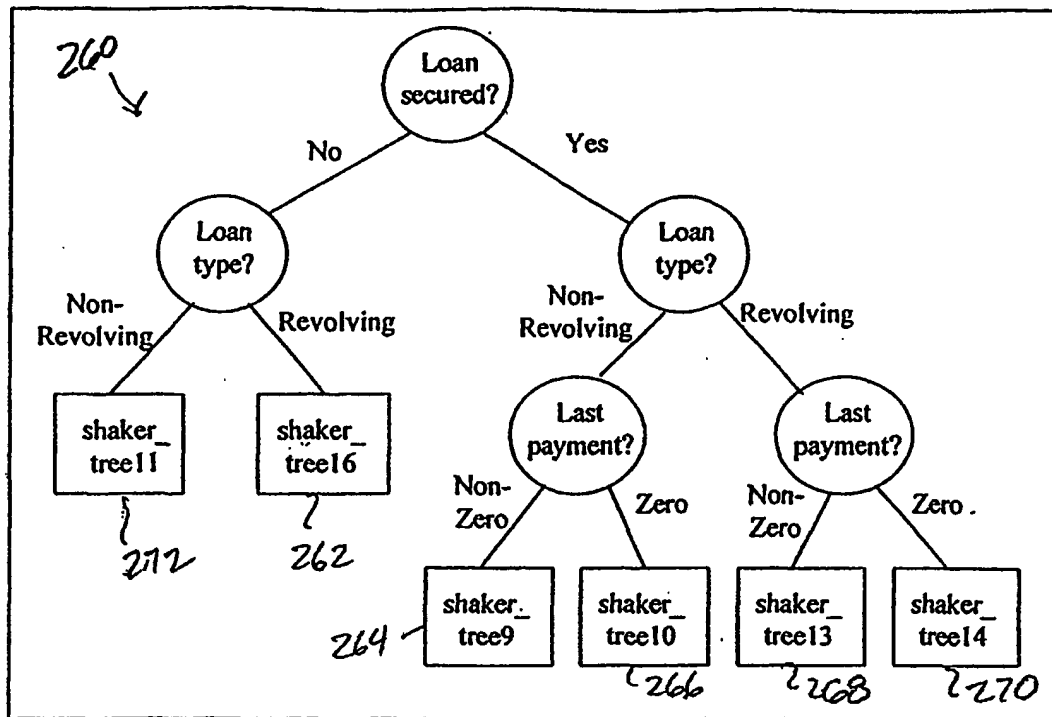 260
Loan
secured?
No
Yes
Loan
type?
Loan
type?
Non-
Revolving
Revolving
Non-
Revolving
Revolving
shaker_
tree11
shaker_
tree16
Last
payment?
Last
payment?
272
262
Non-
Zero
Zero
Non-
Zero
Zero
264
shaker_
tree9
shaker_
tree10
shaker_
tree13
shaker_
tree14
266
268
270